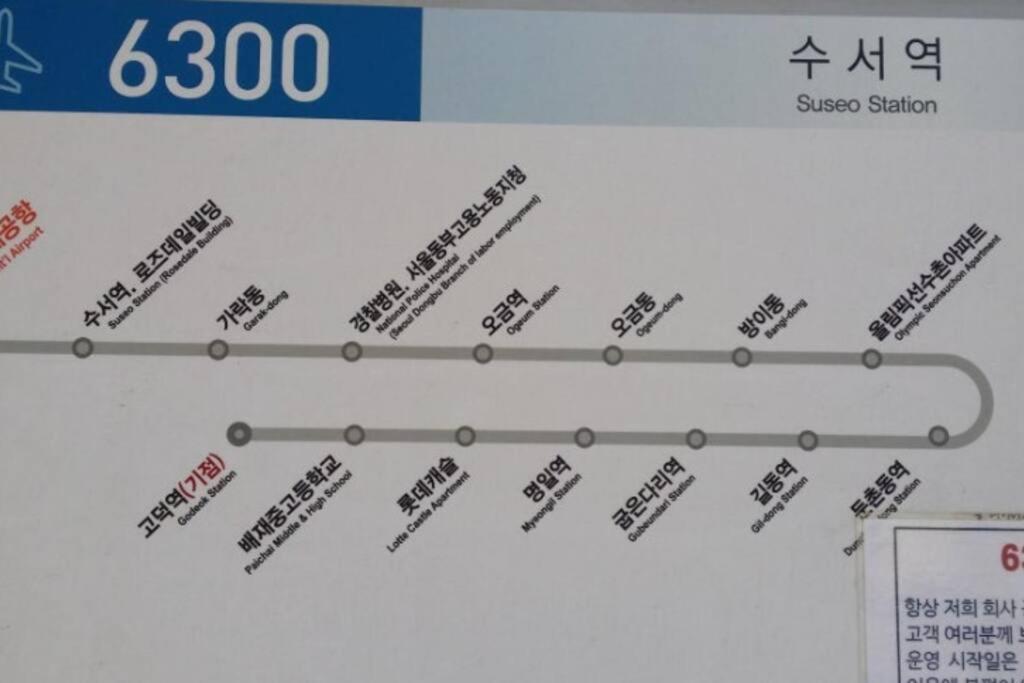 6300
수서역
Suseo Station
공항
Airport
수서역. 로즈데일빌딩
Suseo Station (Rosedale Building)
가락동
Garak-dong
경찰병원. 서울동부고용노동지청
National Police Hospital
(Seoul Dongbu Branch of labor employment)
오금역
Ogeum Station
오금동
Ogeum-dong
방이동
Bangi-dong
올림픽선수촌아파트
Olympic Seonsuchon Apartment
고덕역(기점)
Godeok Station
배재중고등학교
Paichai Middle & High School
롯데캐슬
Lotte Castle Apartment
명일역
Myeongil Station
굽은다리역
Gubeundari Station
길동역
Gil-dong Station
둔촌동역
Station
항상 저희 회사
고객 여러분께
운영 시작일은